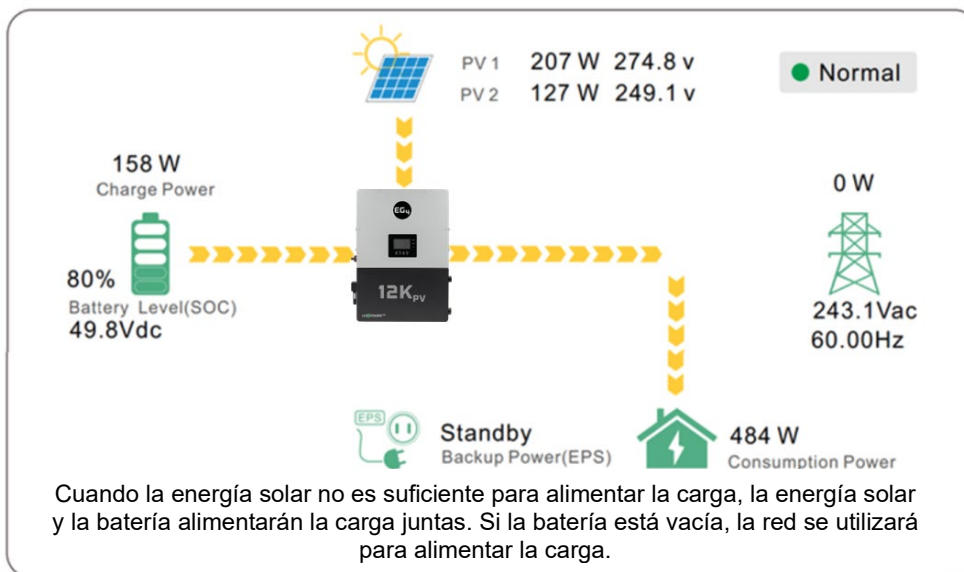 PV 1 207 W 274.8 v
PV 2 127 W 249.1 v
Normal
158 W
Charge Power
80%
Battery Level(SOC)
49.8Vdc
EG4
12KPV
0 W
243.1Vac
60.00Hz
EPS
Standby
Backup Power(EPS)
484 W
Consumption Power
Cuando la energía solar no es suficiente para alimentar la carga, la energía solar
y la batería alimentarán la carga juntas. Si la batería está vacía, la red se utilizará
para alimentar la carga.